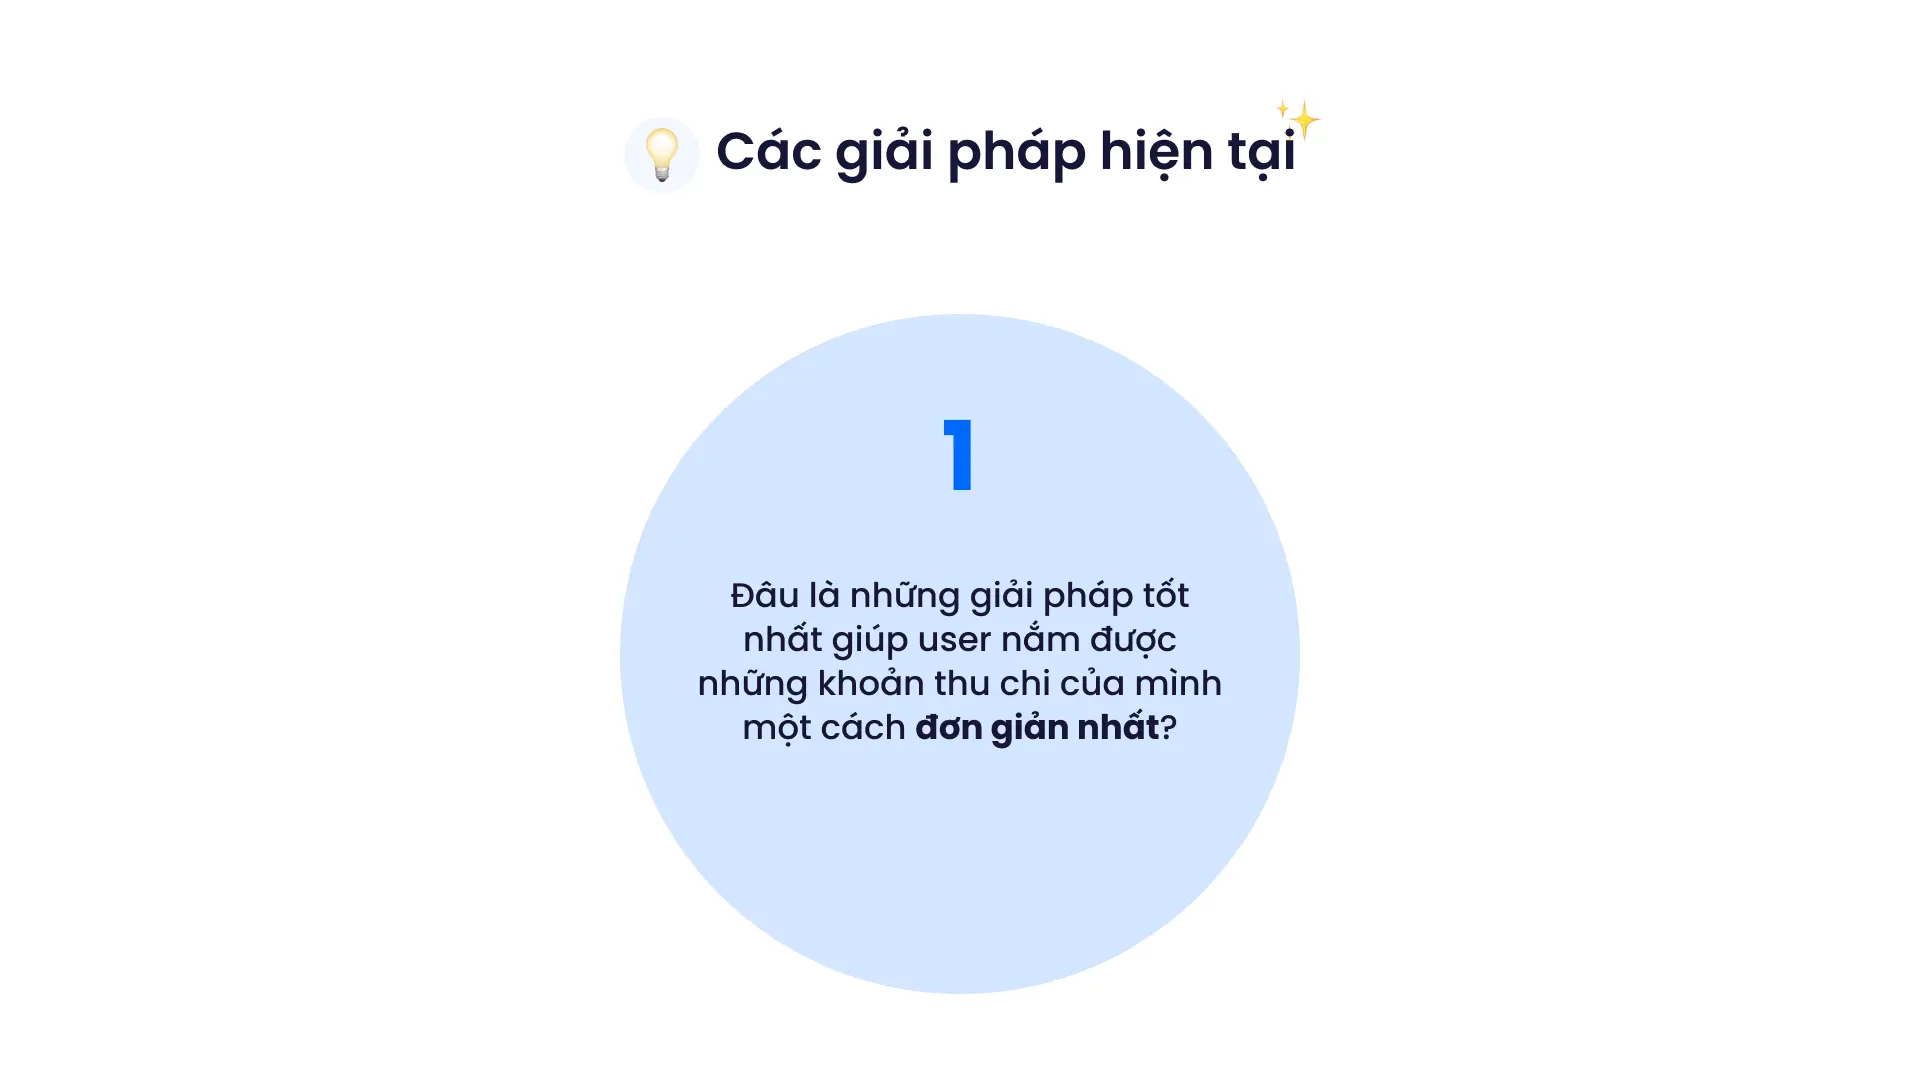 Các giải pháp hiện tại
1
Đâu là những giải pháp tốt
nhất giúp user nắm được
những khoản thu chi của mình
một cách đơn giản nhất?